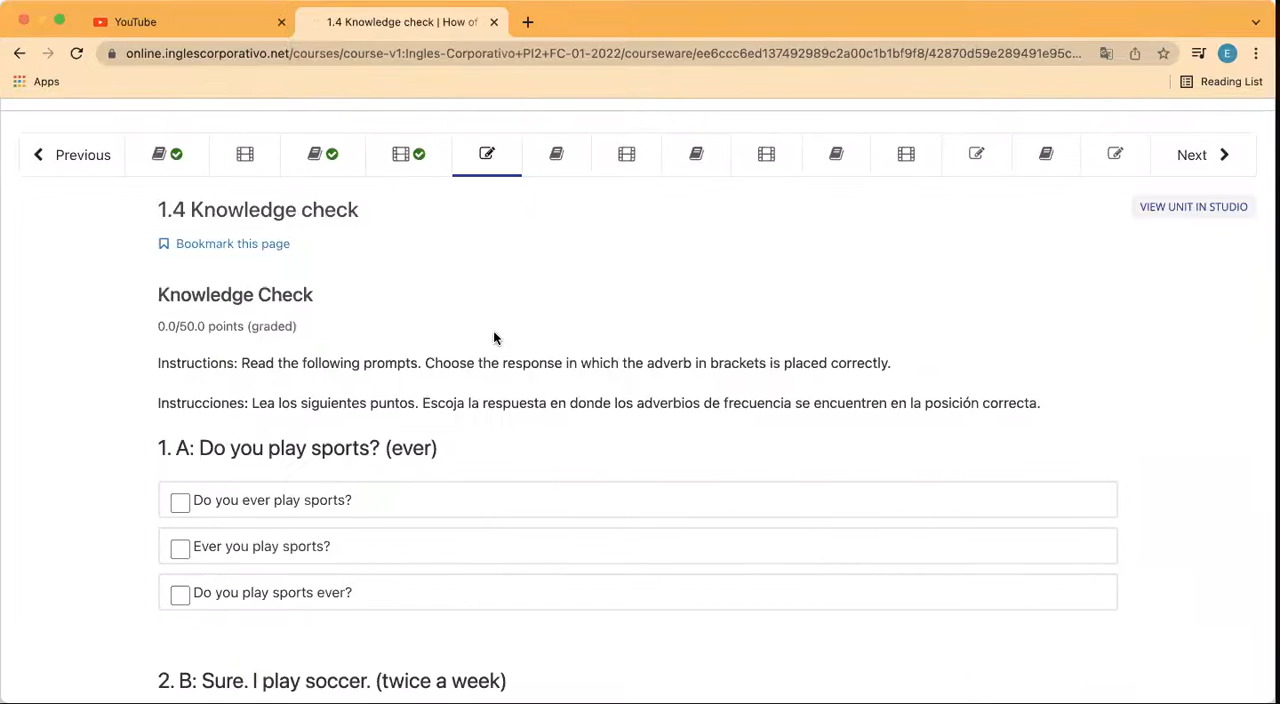 YouTube
1.4 Knowledge check | How of
online.inglescorporativo.net/courses/course-v1:Ingles-Corporativo+PI2+FC-01-2022/courseware/ee6ccc6ed137492989c2a00c1b1bf9f8/42870d59e289491e95c...
E
Apps
Reading List
Previous
Next
1.4 Knowledge check
VIEW UNIT IN STUDIO
Bookmark this page
Knowledge Check
0.0/50.0 points (graded)
Instructions: Read the following prompts. Choose the response in which the adverb in brackets is placed correctly.
Instrucciones: Lea los siguientes puntos. Escoja la respuesta en donde los adverbios de frecuencia se encuentren en la posición correcta.
1. A: Do you play sports? (ever)
Do you ever play sports?
Ever you play sports?
Do you play sports ever?
2. B: Sure. I play soccer. (twice a week)